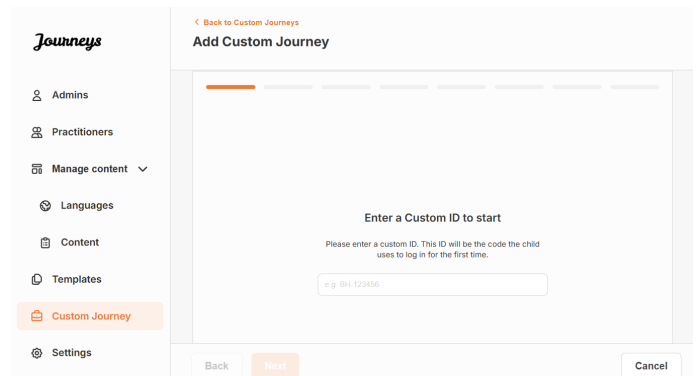 Journeys
Admins
Practitioners
Manage content
Languages
Content
Templates
Custom Journey
Settings
Back to Custom Journeys
Add Custom Journey
Enter a Custom ID to start
Please enter a custom ID. This ID will be the code the child
uses to log in for the first time.
e.g BH-123456
Back
Next
Cancel